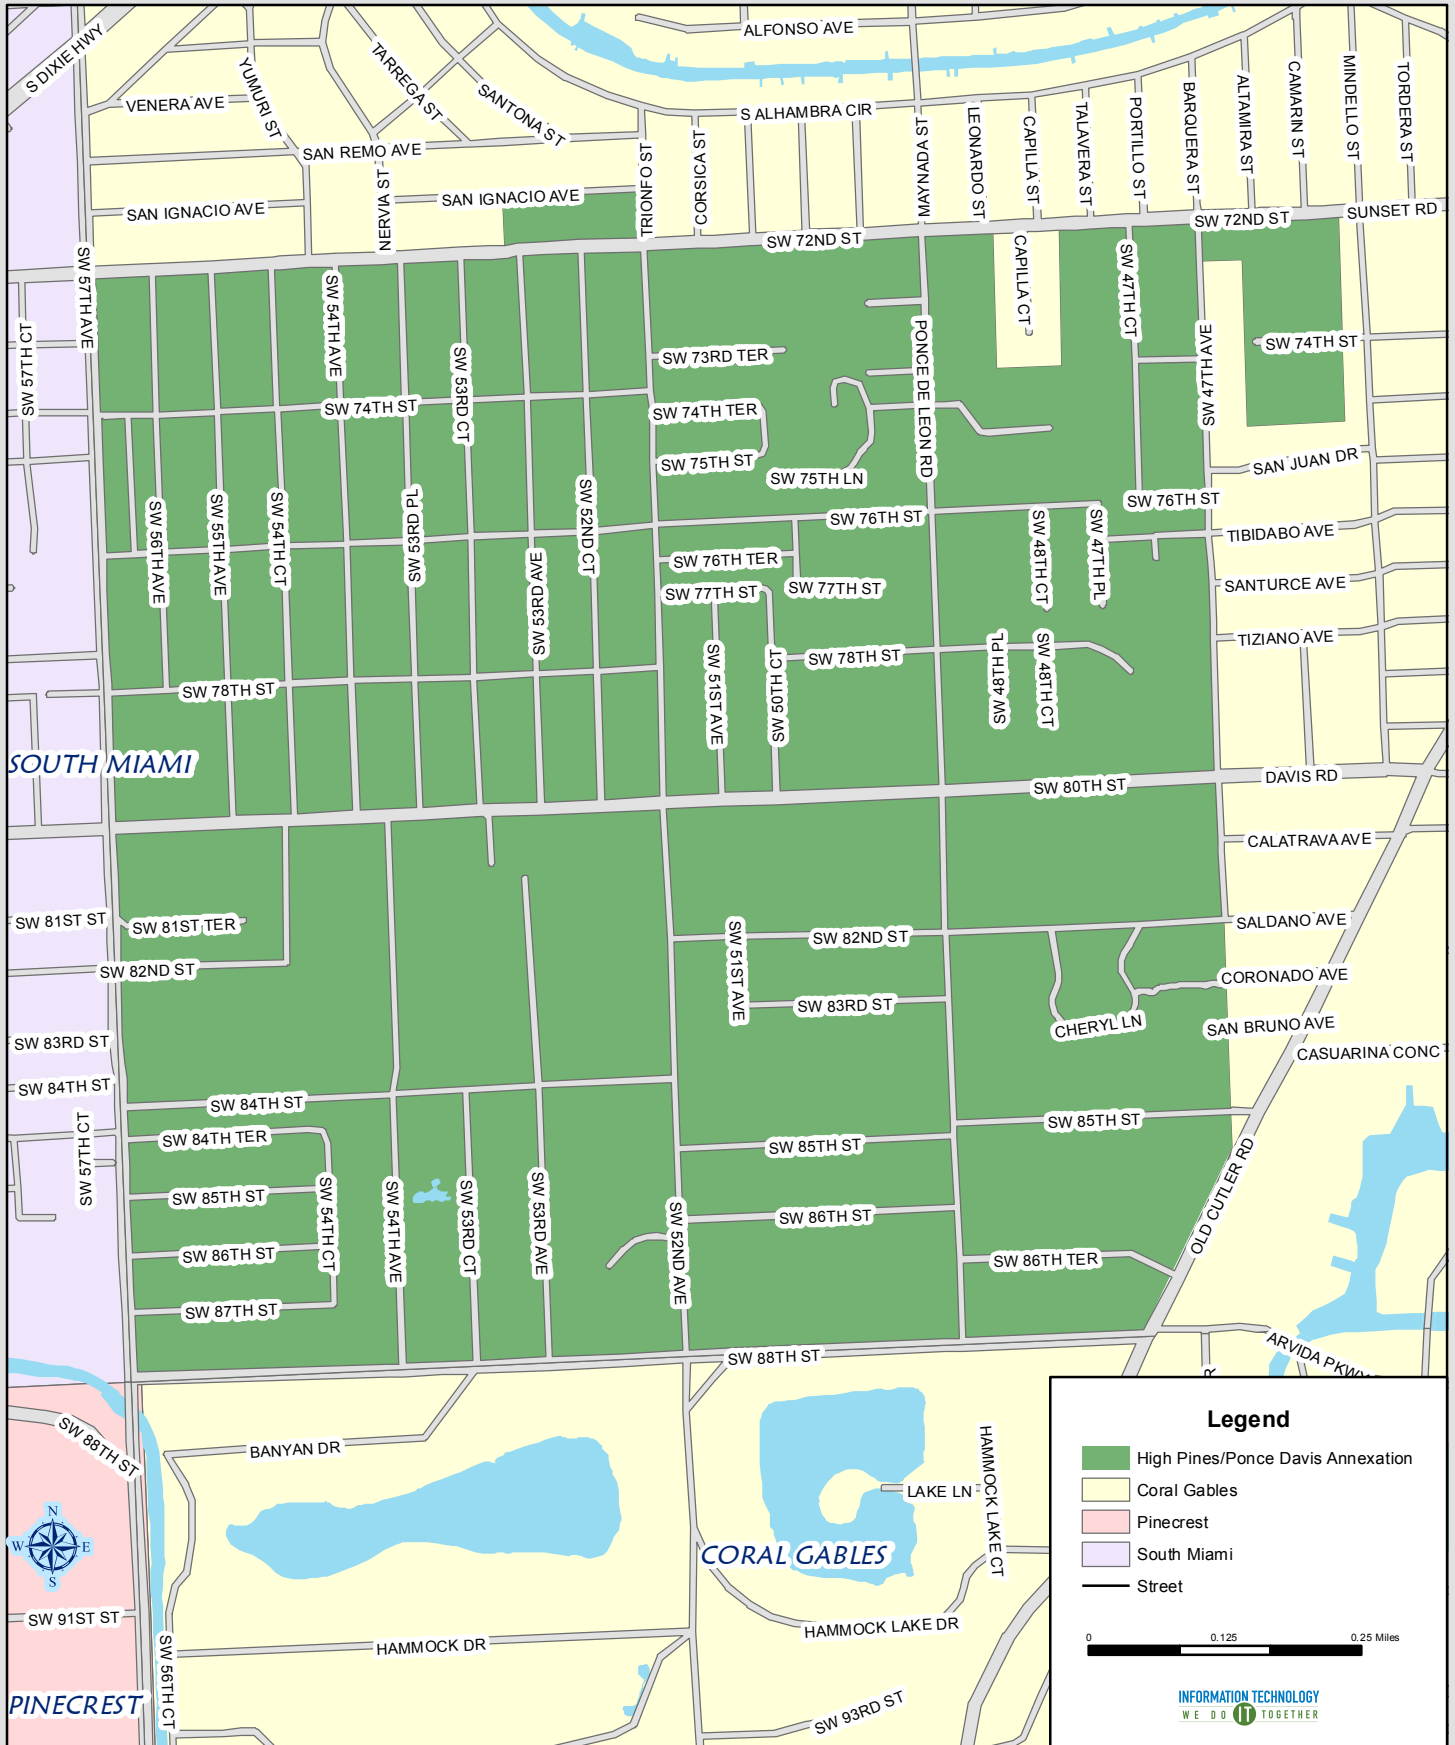 S DIXIE HWY
ALFONSO AVE
VENERA AVE
YUMURI ST
TARREGA ST
SANTONA ST
S ALHAMBRA CIR
SAN REMO AVE
NERVIA ST
SAN IGNACIO AVE
SAN IGNACIO AVE
TRIONFO ST
CORSICA ST
MAYNADA ST
LEONARDO ST
CAPILLA ST
TALAVERA ST
PORTILLO ST
BARQUERA ST
ALTAMIRA ST
CAMARIN ST
MINDELLO ST
TORDERA ST
SW 72ND ST
SW 72ND ST
SUNSET RD
SW 57TH AVE
SW 57TH CT
SW 54TH AVE
SW 53RD CT
SW 73RD TER
PONCE DE LEON RD
CAPILLA CT
SW 47TH CT
SW 47TH AVE
SW 74TH ST
SW 74TH ST
SW 74TH TER
SW 75TH ST
SW 75TH LN
SAN JUAN DR
SW 76TH ST
SW 76TH ST
SW 56TH AVE
SW 55TH AVE
SW 54TH CT
SW 53RD PL
SW 53RD AVE
SW 52ND CT
SW 76TH TER
SW 77TH ST
SW 77TH ST
SW 48TH CT
SW 47TH PL
TIBIDABO AVE
SANTURCE AVE
TIZIANO AVE
SW 78TH ST
SW 78TH ST
SW 51ST AVE
SW 50TH CT
SW 48TH PL
SW 48TH CT
SOUTH MIAMI
SW 80TH ST
DAVIS RD
CALATRAVA AVE
SW 81ST ST
SW 81ST TER
SW 82ND ST
SW 51ST AVE
SW 82ND ST
SALDANO AVE
CORONADO AVE
SW 83RD ST
CHERYL LN
SAN BRUNO AVE
CASUARINA CONC
SW 83RD ST
SW 84TH ST
SW 84TH ST
SW 57TH CT
SW 84TH TER
SW 85TH ST
SW 85TH ST
SW 85TH ST
SW 54TH CT
SW 54TH AVE
SW 53RD CT
SW 53RD AVE
SW 52ND AVE
SW 86TH ST
SW 86TH ST
SW 86TH TER
OLD CUTLER RD
SW 87TH ST
SW 88TH ST
ARVIDA PKWY
R
SW 88TH ST
BANYAN DR
LAKE LN
HAMMOCK LAKE CT
CORAL GABLES
N
W E
S
SW 91ST ST
HAMMOCK DR
HAMMOCK LAKE DR
SW 56TH CT
PINECREST
SW 93RD ST
Legend
High Pines/Ponce Davis Annexation
Coral Gables
Pinecrest
South Miami
Street
0 0.125 0.25 Miles
INFORMATION TECHNOLOGY
WE DO IT TOGETHER